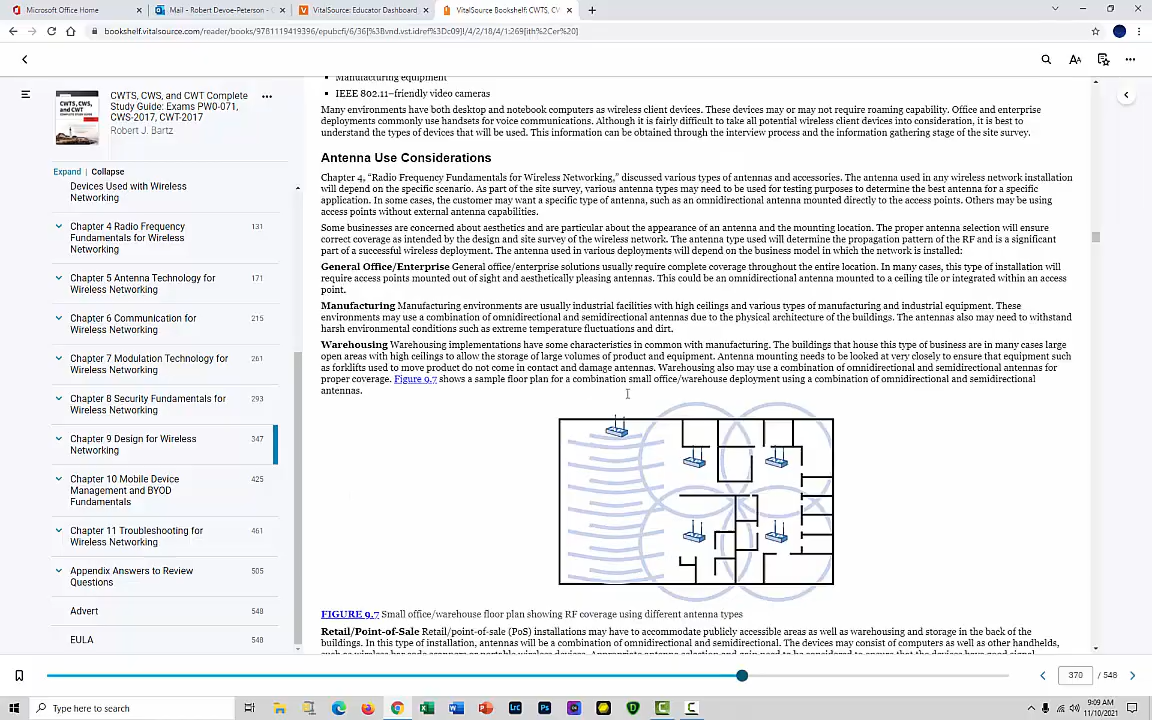 Microsoft Office Home
Mail - Robert Devoe-Peterson - C
VitalSource: Educator Dashboard
VitalSource Bookshelf: CWTS, CV
bookshelf.vitalsource.com/reader/books/9781119419396/epubcfi/6/36[%3Bvnd.vst.idref%3Dc09]!/4/2/18/4/1:269[ith%2Cer%20]
CWTS, CWS, and CWT Complete
Study Guide: Exams PW0-071,
CWS-2017, CWT-2017
Robert J. Bartz
Expand | Collapse
Devices Used with Wireless
Networking
Chapter 4 Radio Frequency 131
Fundamentals for Wireless
Networking
Chapter 5 Antenna Technology 171
for Wireless Networking
Chapter 6 Communication for 215
Wireless Networking
Chapter 7 Modulation Technology 261
for Wireless Networking
Chapter 8 Security Fundamentals 293
for Wireless Networking
Chapter 9 Design for Wireless 347
Networking
Chapter 10 Mobile Device 425
Management and BYOD
Fundamentals
Chapter 11 Troubleshooting for 461
Wireless Networking
Appendix Answers to Review 505
Questions
Advert 548
EULA 548
Manufacturing equipment
IEEE 802.11–friendly video cameras
Many environments have both desktop and notebook computers as wireless client devices. These devices may or may not require roaming capability. Office and enterprise
deployments commonly use handsets for voice communications. Although it is fairly difficult to take all potential wireless client devices into consideration, it is best to
understand the types of devices that will be used. This information can be obtained through the interview process and the information gathering stage of the site survey.
Antenna Use Considerations
Chapter 4, “Radio Frequency Fundamentals for Wireless Networking,” discussed various types of antennas and accessories. The antenna used in any wireless network installation
will depend on the specific scenario. As part of the site survey, various antenna types may need to be used for testing purposes to determine the best antenna for a specific
application. In some cases, the customer may want a specific type of antenna, such as an omnidirectional antenna mounted directly to the access points. Others may be using
access points without external antenna capabilities.
Some businesses are concerned about aesthetics and are particular about the appearance of an antenna and the mounting location. The proper antenna selection will ensure
correct coverage as intended by the design and site survey of the wireless network. The antenna type used will determine the propagation pattern of the RF and is a significant
part of a successful wireless deployment. The antenna used in various deployments will depend on the business model in which the network is installed:
General Office/Enterprise General office/enterprise solutions usually require complete coverage throughout the entire location. In many cases, this type of installation will
require access points mounted out of sight and aesthetically pleasing antennas. This could be an omnidirectional antenna mounted to a ceiling tile or integrated within an access
point.
Manufacturing Manufacturing environments are usually industrial facilities with high ceilings and various types of manufacturing and industrial equipment. These
environments may use a combination of omnidirectional and semidirectional antennas due to the physical architecture of the buildings. The antennas also may need to withstand
harsh environmental conditions such as extreme temperature fluctuations and dirt.
Warehousing Warehousing implementations have some characteristics in common with manufacturing. The buildings that house this type of business are in many cases large
open areas with high ceilings to allow the storage of large volumes of product and equipment. Antenna mounting needs to be looked at very closely to ensure that equipment such
as forklifts used to move product do not come in contact and damage antennas. Warehousing also may use a combination of omnidirectional and semidirectional antennas for
proper coverage. Figure 9.7 shows a sample floor plan for a combination small office/warehouse deployment using a combination of omnidirectional and semidirectional
antennas.
FIGURE 9.7 Small office/warehouse floor plan showing RF coverage using different antenna types
Retail/Point-of-Sale Retail/point-of-sale (PoS) installations may have to accommodate publicly accessible areas as well as warehousing and storage in the back of the
buildings. In this type of installation, antennas will be a combination of omnidirectional and semidirectional. The devices may consist of computers as well as other handhelds,
370 / 548
Type here to search
9:09 AM
11/10/2021